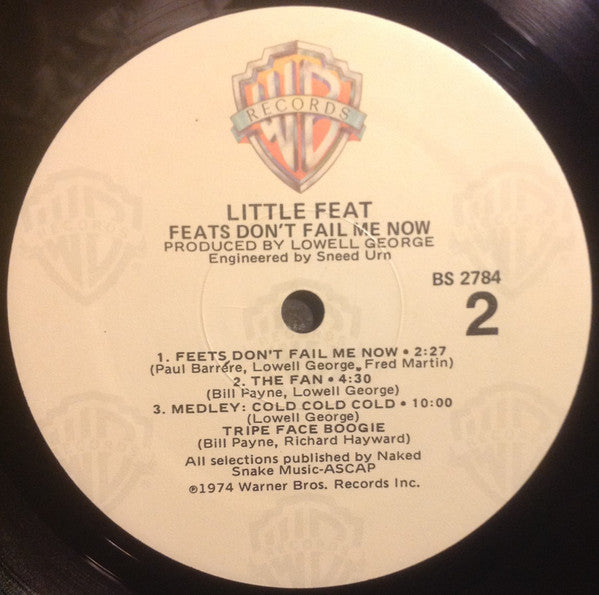 WB
RECORDS
LITTLE FEAT
FEATS DON'T FAIL ME NOW
PRODUCED BY LOWELL GEORGE
Engineered by Sneed Urn
BS 2784
2
1. FEETS DON'T FAIL ME NOW • 2:27
(Paul Barrére, Lowell George, Fred Martin)
2. THE FAN • 4:30
(Bill Payne, Lowell George)
3. MEDLEY: COLD COLD COLD • 10:00
(Lowell George)
TRIPE FACE BOOGIE
(Bill Payne, Richard Hayward)
All selections published by Naked
Snake Music-ASCAP
℗1974 Warner Bros. Records Inc.